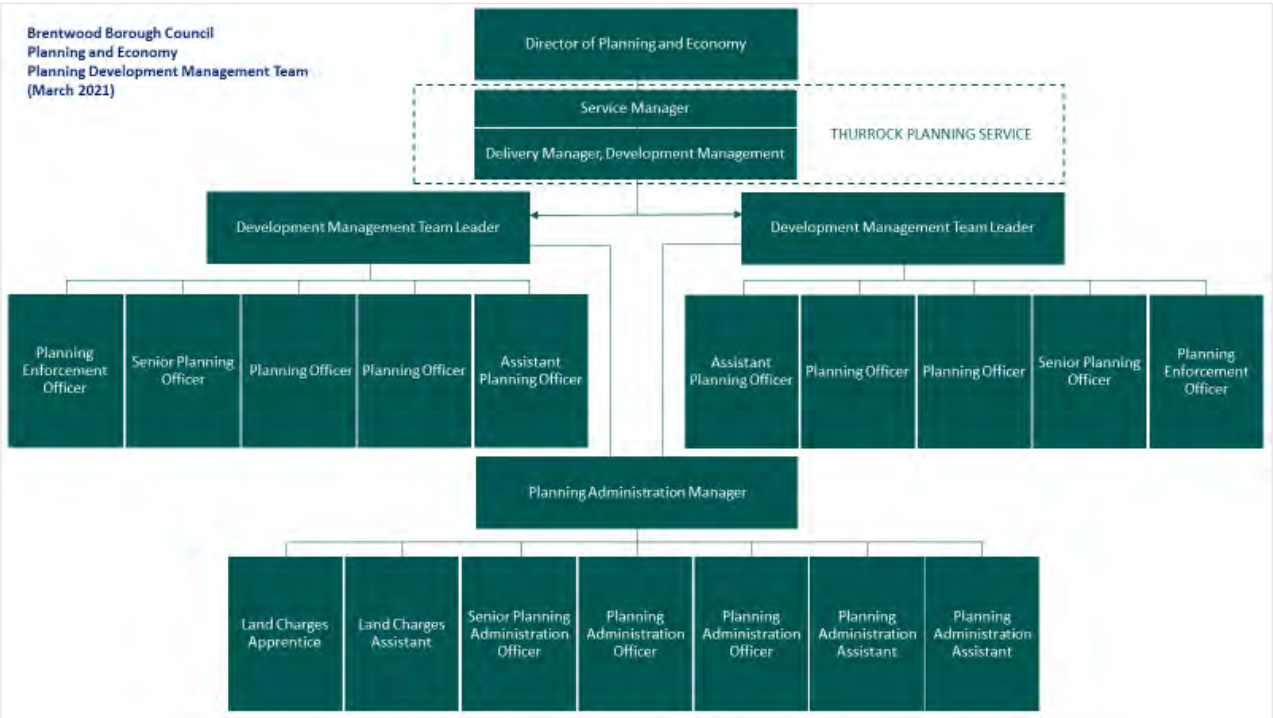 Brentwood Borough Council
Planning and Economy
Planning Development Management Team
(March 2021)
Director of Planning and Economy
Service Manager
THURROCK PLANNING SERVICE
Delivery Manager, Development Management
Development Management Team Leader
Development Management Team Leader
Planning
Enforcement
Officer
Senior Planning
Officer
Planning Officer
Planning Officer
Assistant
Planning Officer
Assistant
Planning Officer
Planning Officer
Planning Officer
Senior Planning
Officer
Planning
Enforcement
Officer
Planning Administration Manager
Land Charges
Apprentice
Land Charges
Assistant
Senior Planning
Administration
Officer
Planning
Administration
Officer
Planning
Administration
Officer
Planning
Administration
Assistant
Planning
Administration
Assistant